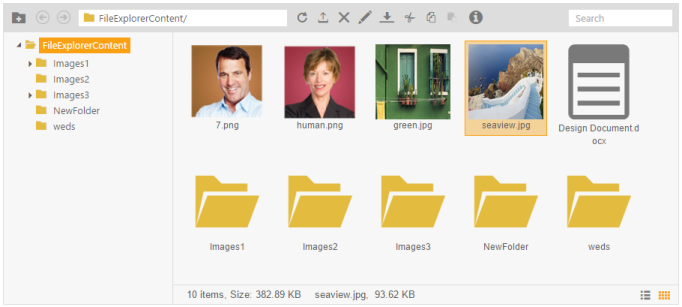 FileExplorerContent/
Search
FileExplorerContent
Images1
Images2
Images3
NewFolder
weds
7.png
human.png
green.jpg
seaview.jpg
Design Document.d
ocx
Images1
Images2
Images3
NewFolder
weds
10 items, Size: 382.89 KB seaview.jpg, 93.62 KB